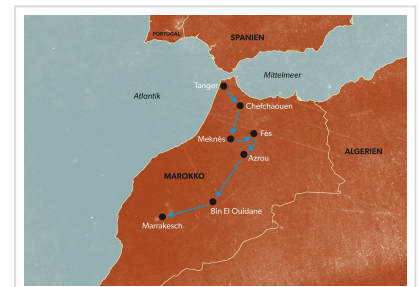 PORTUGAL
SPANIEN
Tanger
Mittelmeer
Atlantik
Chefchaouen
Meknès
Fès
Azrou
ALGERIEN
MAROKKO
Bin El Ouidane
Marrakesch